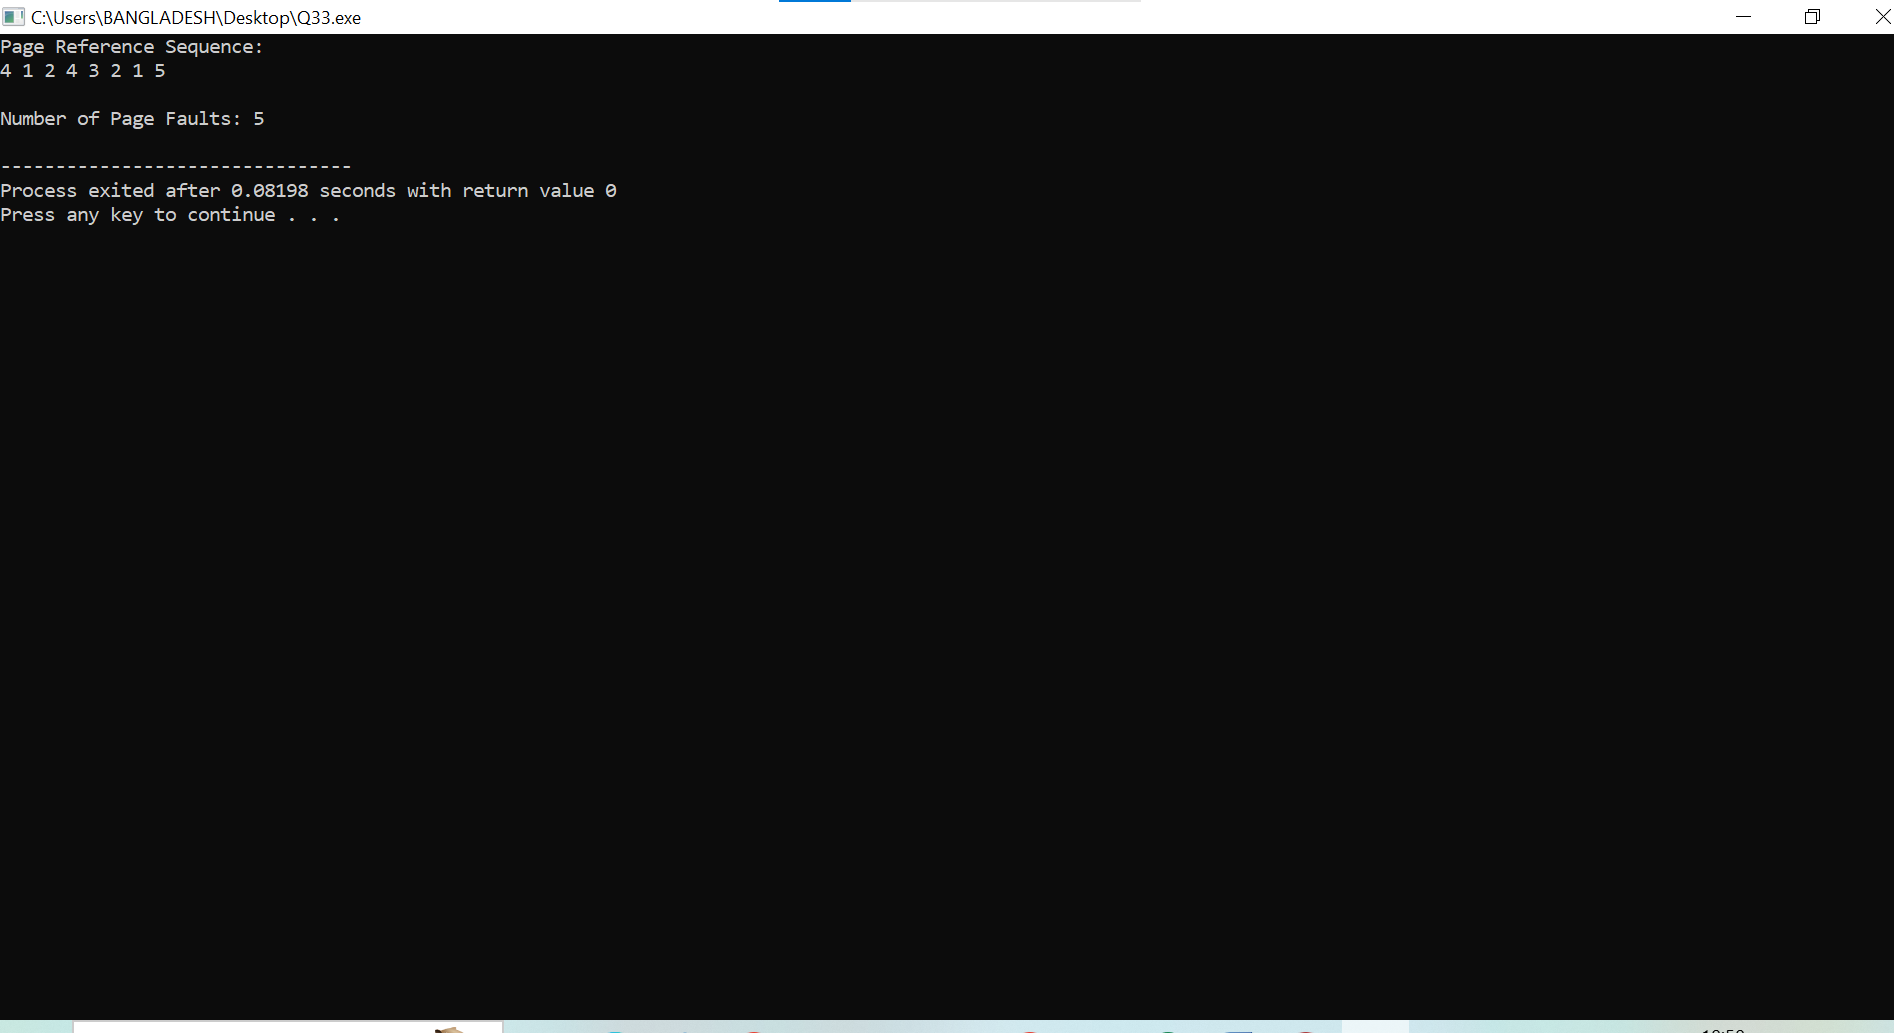 C:\Users\BANGLADESH\Desktop\Q33.exe
Page Reference Sequence:
4 1 2 4 3 2 1 5
Number of Page Faults: 5
--------------------------------
Process exited after 0.08198 seconds with return value 0
Press any key to continue . . .